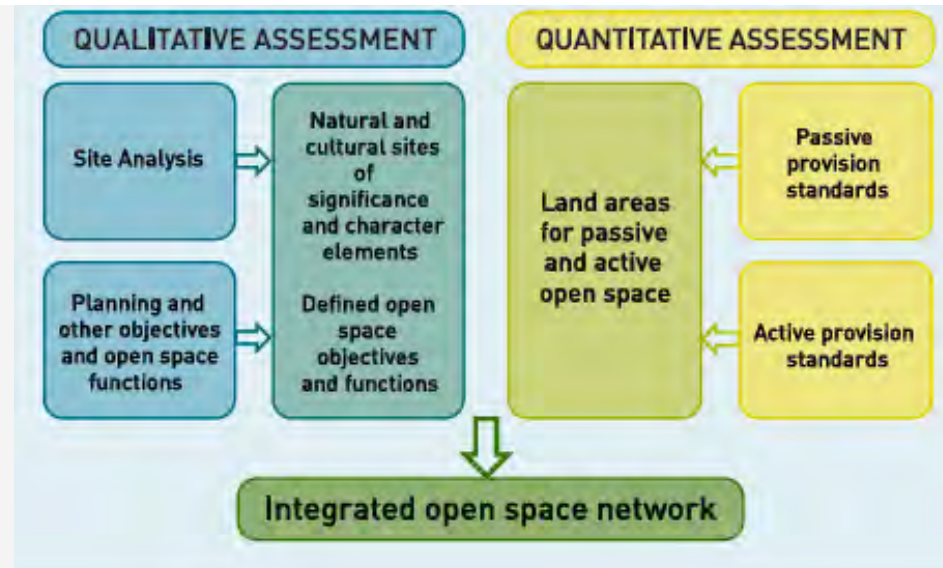 QUALITATIVE ASSESSMENT
Site Analysis
Planning and
other objectives
and open space
functions
Natural and
cultural sites
of
significance
and character
elements
Defined open
space
objectives
and functions
QUANTITATIVE ASSESSMENT
Land areas
for passive
and active
open space
Passive
provision
standards
Active provision
standards
Integrated open space network